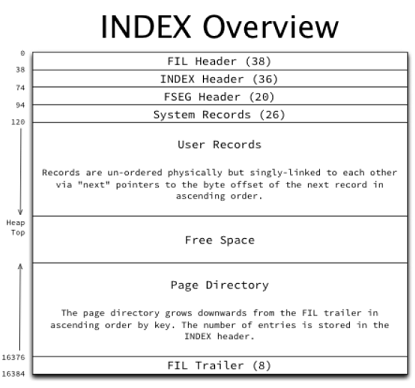 INDEX Overview
0
FIL Header (38)
38
INDEX Header (36)
74
FSEG Header (20)
94
System Records (26)
120
User Records
Records are un-ordered physically but singly-linked to each other
via "next" pointers to the byte offset of the next record in
ascending order.
Heap
Top
Free Space
Page Directory
The page directory grows downwards from the FIL trailer in
ascending order by key. The number of entries is stored in the
INDEX header.
16376
FIL Trailer (8)
16384